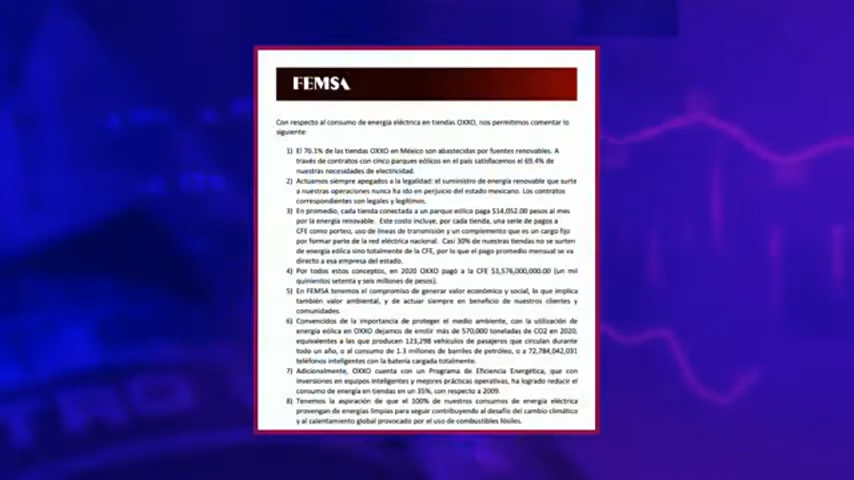 FEMSA
Con respecto al consumo de energía eléctrica en tiendas OXXO, nos permitimos comentar lo
siguiente:
1) El 70.1% de las tiendas OXXO en México son abastecidas por fuentes renovables. A
través de contratos con cinco parques eólicos en el país satisfacemos el 69.4% de
nuestras necesidades de electricidad.
2) Actuamos siempre apegados a la legalidad: el suministro de energía renovable que surte
a nuestras operaciones nunca ha ido en perjuicio del estado mexicano. Los contratos
correspondientes son legales y legítimos.
3) En promedio, cada tienda conectada a un parque eólico paga $14,052.00 pesos al mes
por la energía renovable. Este costo incluye, por cada tienda, una serie de pagos a
CFE como porteo, uso de líneas de transmisión y un complemento que es un cargo fijo
por formar parte de la red eléctrica nacional. Casi 30% de nuestras tiendas no se surten
de energía eólica sino totalmente de la CFE, por lo que el pago promedio mensual se va
directo a esa empresa del estado.
4) Por todos estos conceptos, en 2020 OXXO pagó a la CFE $1,576,000,000.00 (un mil
quinientos setenta y seis millones de pesos).
5) En FEMSA tenemos el compromiso de generar valor económico y social, lo que implica
también valor ambiental, y de actuar siempre en beneficio de nuestros clientes y
comunidades.
6) Convencidos de la importancia de proteger el medio ambiente, con la utilización de
energía eólica en OXXO dejamos de emitir más de 570,000 toneladas de CO2 en 2020,
equivalentes a las que producen 123,298 vehículos de pasajeros que circulan durante
todo un año, o al consumo de 1.3 millones de barriles de petróleo, o a 72,784,042,031
teléfonos inteligentes con la batería cargada totalmente.
7) Adicionalmente, OXXO cuenta con un Programa de Eficiencia Energética, que con
inversiones en equipos inteligentes y mejores prácticas operativas, ha logrado reducir el
consumo de energía en tiendas en un 35%, con respecto a 2009.
8) Tenemos la aspiración de que el 100% de nuestros consumos de energía eléctrica
provengan de energías limpias para seguir contribuyendo al desafío del cambio climático
y al calentamiento global provocado por el uso de combustibles fósiles.